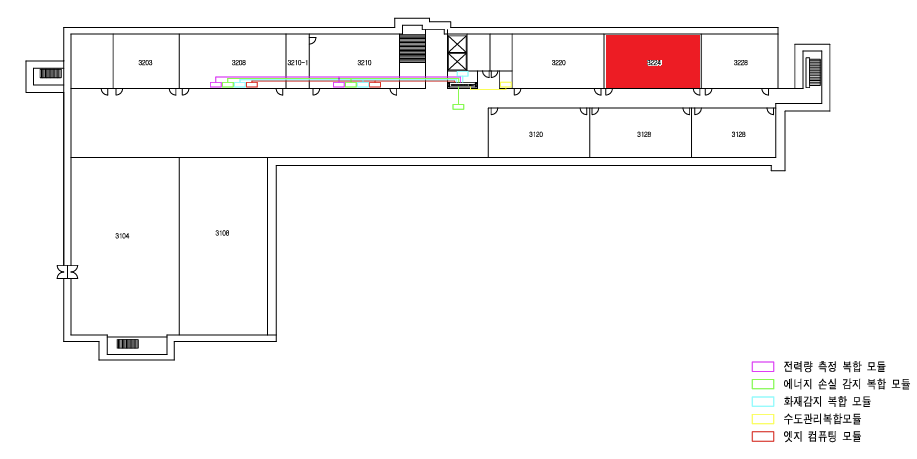 3203 3208 3210-1 3210 3220 3224 3228
3120 3128 3128
3104 3108
전력량 측정 복합 모듈
에너지 손실 감지 복합 모듈
화재감지 복합 모듈
수도관리복합모듈
엣지 컴퓨팅 모듈